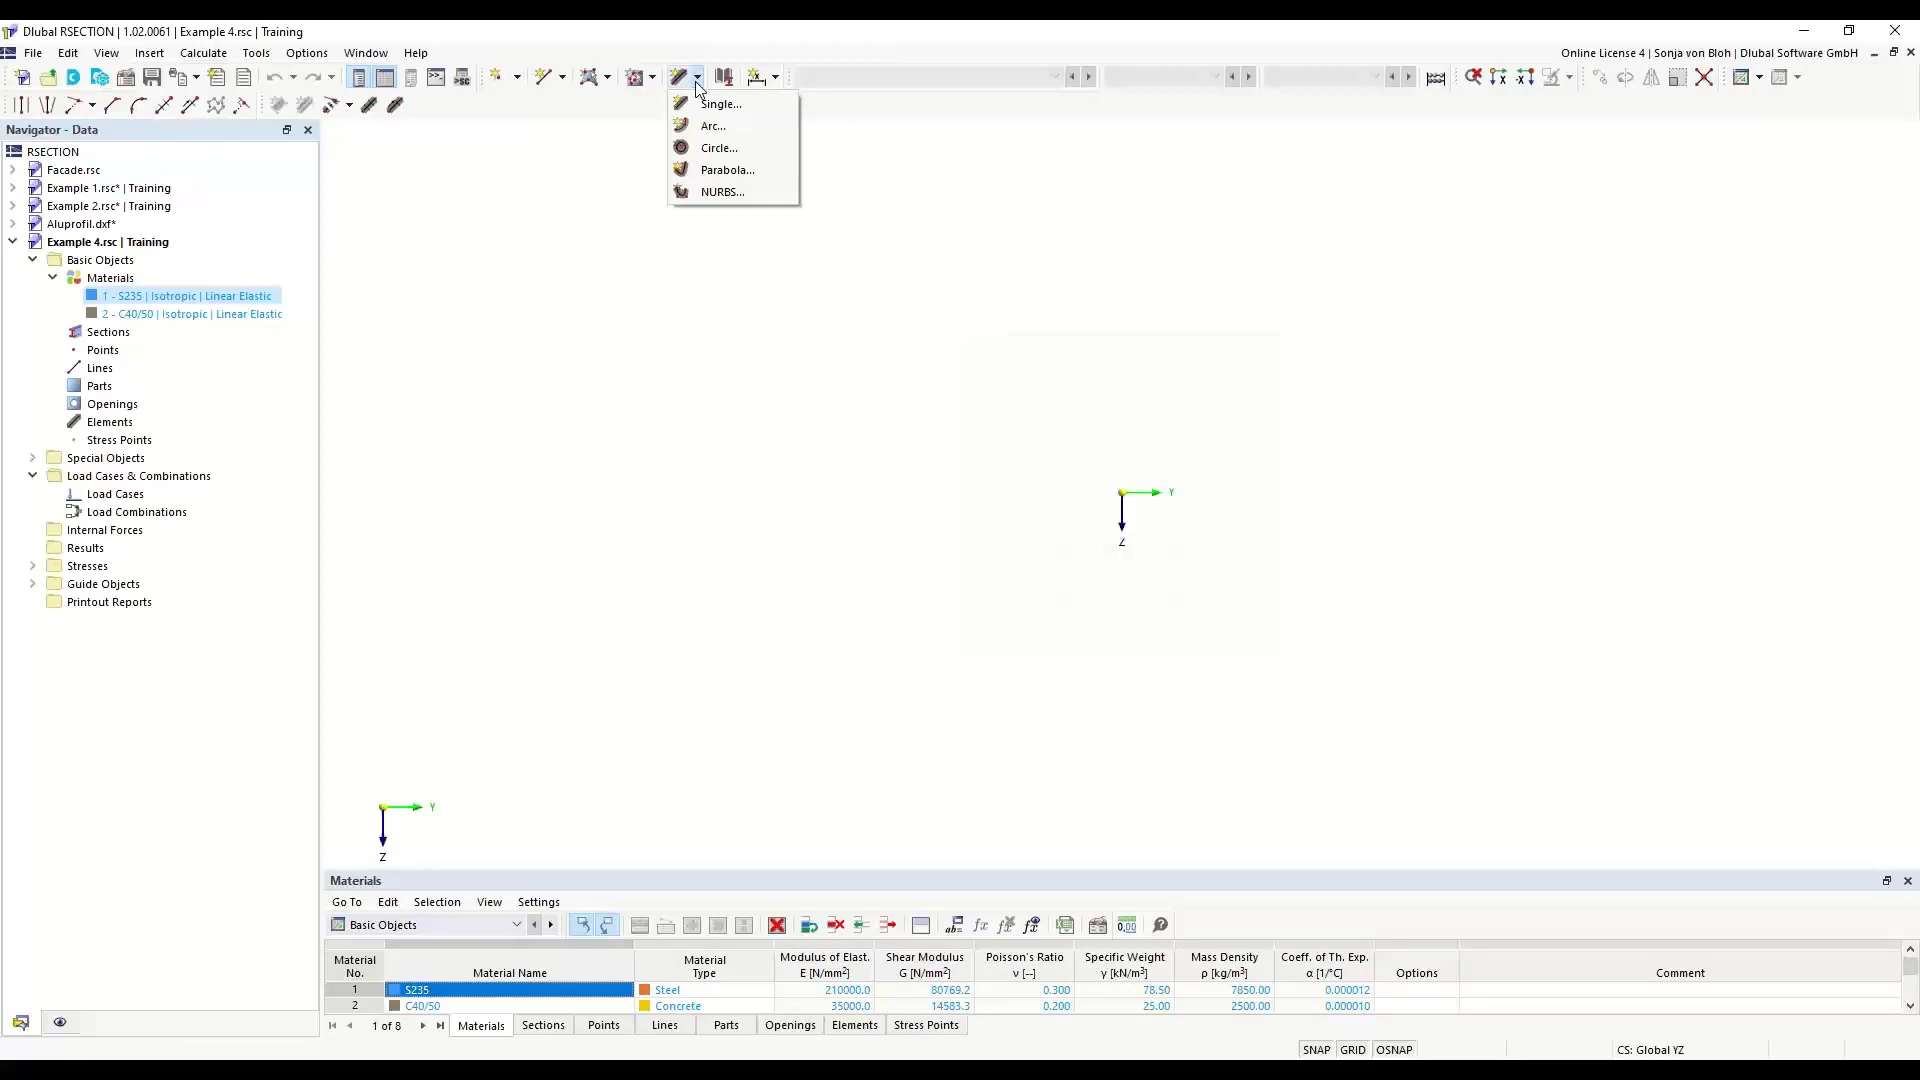 Dlubal RSECTION | 1.02.0061 | Example 4.rsc | Training
File Edit View Insert Calculate Tools Options Window Help
Online License 4 | Sonja von Bloh | Dlubal Software GmbH
Single...
Arc...
Circle...
Parabola...
NURBS...
Navigator - Data
RSECTION
Facade.rsc
Example 1.rsc* | Training
Example 2.rsc* | Training
Aluprofil.dxf*
Example 4.rsc | Training
Basic Objects
Materials
1 - S235 | Isotropic | Linear Elastic
2 - C40/50 | Isotropic | Linear Elastic
Sections
Points
Lines
Parts
Openings
Elements
Stress Points
Special Objects
Load Cases & Combinations
Load Cases
Load Combinations
Internal Forces
Results
Stresses
Guide Objects
Printout Reports
Y
Z
Y
Z
Materials
Go To Edit Selection View Settings
Basic Objects
Material No. Material Name Material Type Modulus of Elast. E [N/mm²] Shear Modulus G [N/mm²] Poisson's Ratio ν [--] Specific Weight γ [kN/m³] Mass Density ρ [kg/m³] Coeff. of Th. Exp. α [1/°C] Options Comment
1 S235 Steel 210000.0 80769.2 0.300 78.50 7850.00 0.000012
2 C40/50 Concrete 35000.0 14583.3 0.200 25.00 2500.00 0.000010
1 of 8 Materials Sections Points Lines Parts Openings Elements Stress Points
SNAP GRID OSNAP CS: Global YZ